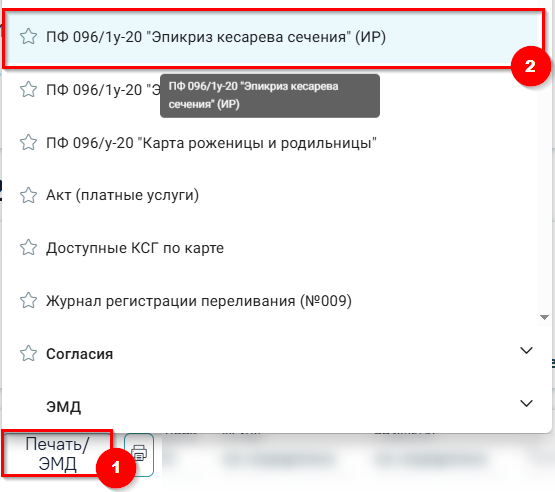 ПФ 096/1у-20 "Эпикриз кесарева сечения" (ИР)
2
ПФ 096/1у-20 "Э
ПФ 096/1у-20 "Эпикриз кесарева
сечения" (ИР)
ПФ 096/у-20 "Карта роженицы и родильницы"
Акт (платные услуги)
Доступные КСГ по карте
Журнал регистрации переливания (№009)
Согласия
ЭМД
Печать/
ЭМД
1